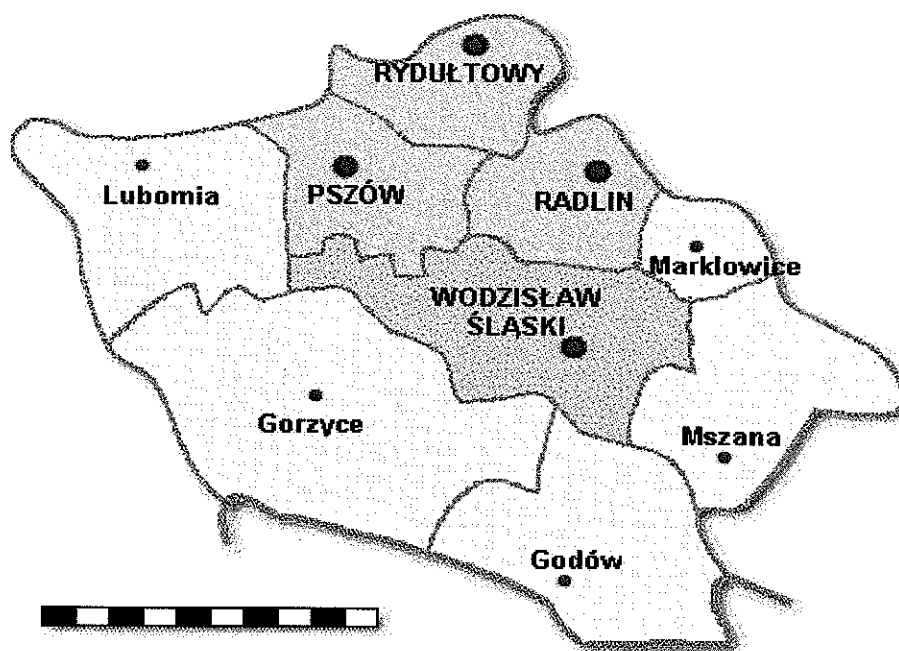 RYDUŁTOWY
Lubomia
PSZÓW
RADLIN
Marklowice
WODZISŁAW
ŚLĄSKI
Gorzyce
Mszana
Godów